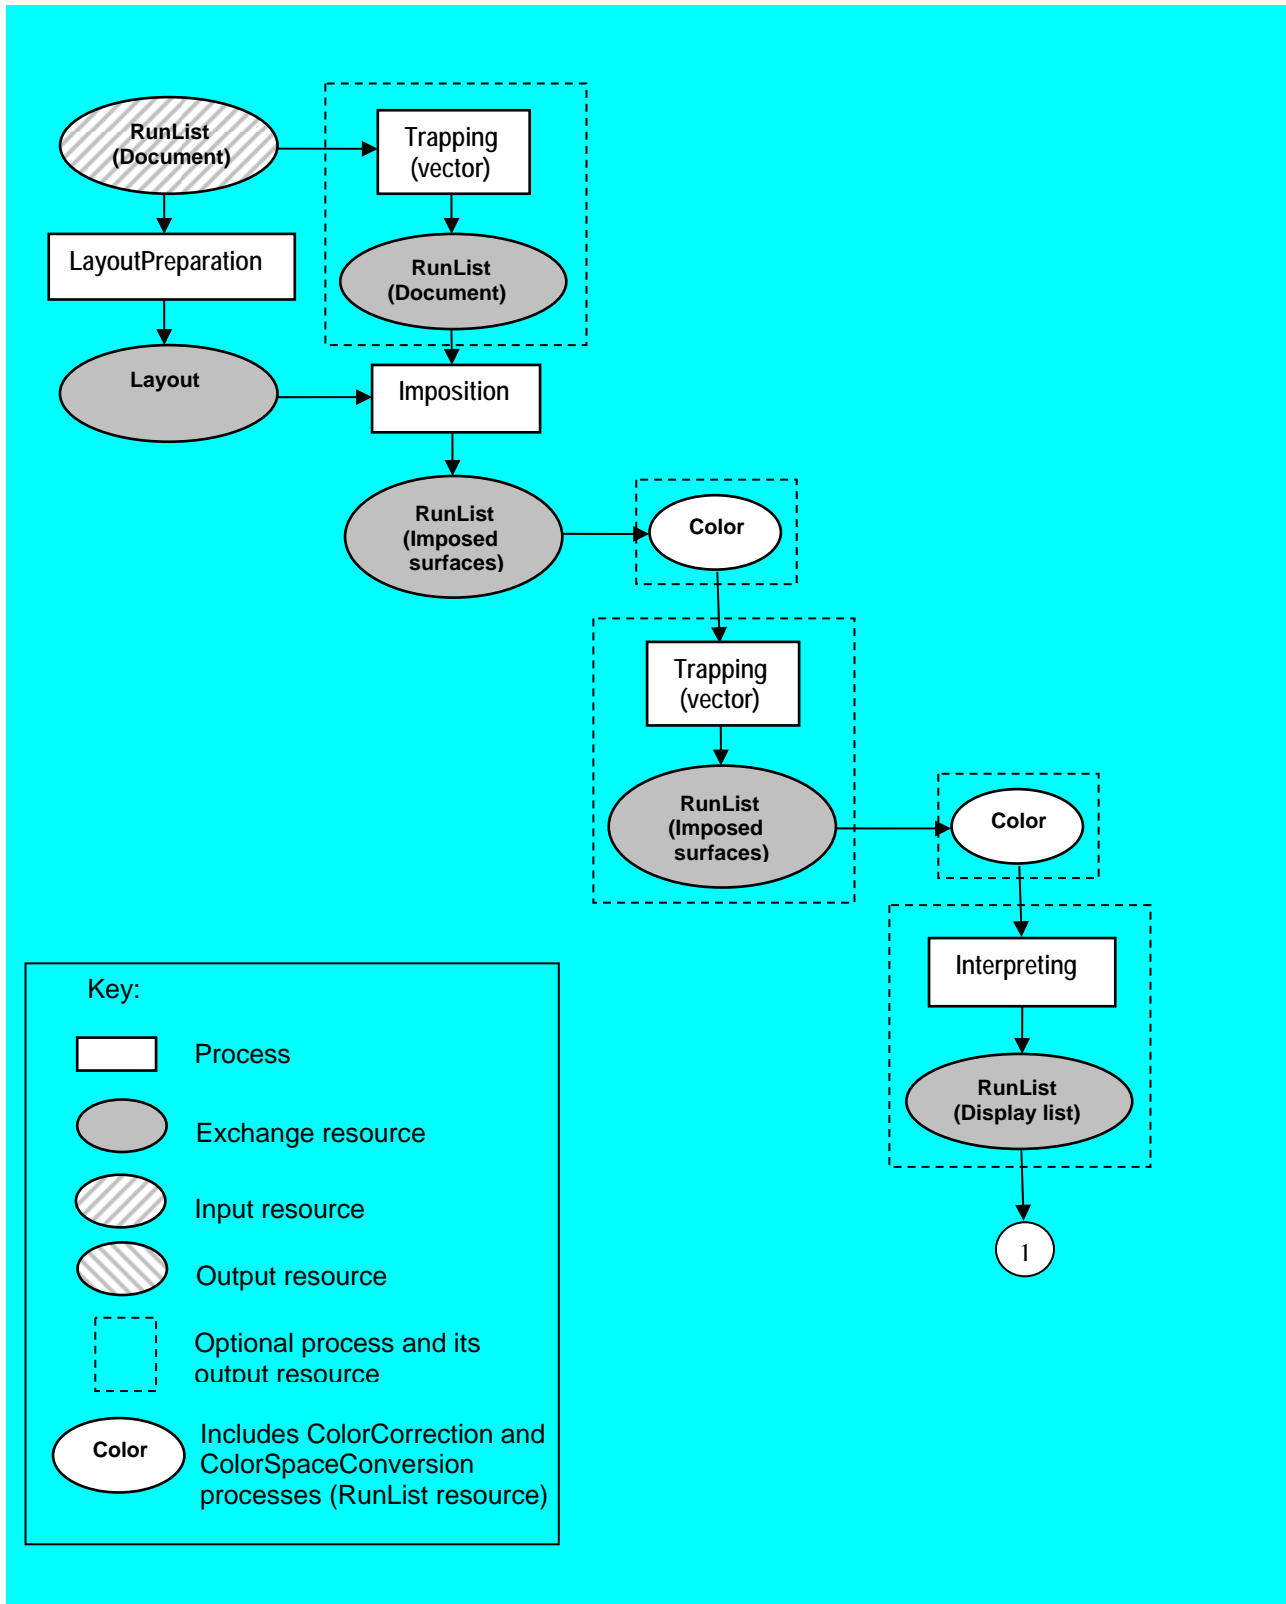 RunList
(Document)
Trapping
(vector)
LayoutPreparation
RunList
(Document)
Layout
Imposition
RunList
(Imposed
surfaces)
Color
Trapping
(vector)
RunList
(Imposed
surfaces)
Color
Interpreting
RunList
(Display list)
1
Key:
Process
Exchange resource
Input resource
Output resource
Optional process and its
output resource
Color
Includes ColorCorrection and
ColorSpaceConversion
processes (RunList resource)